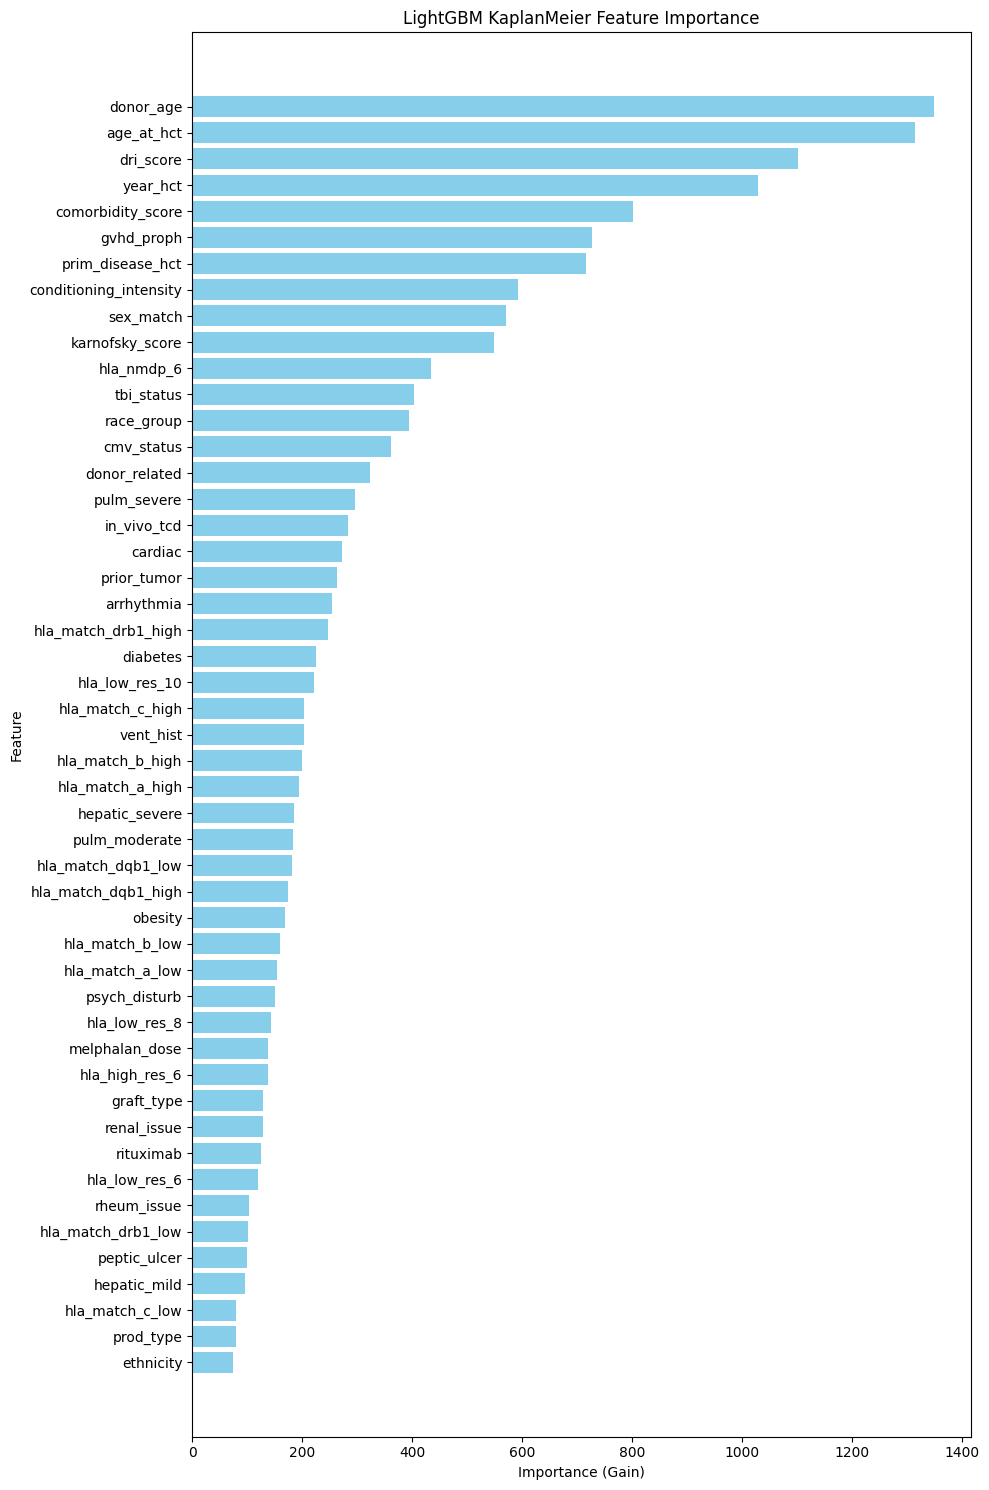 LightGBM KaplanMeier Feature Importance
donor_age
age_at_hct
dri_score
year_hct
comorbidity_score
gvhd_proph
prim_disease_hct
conditioning_intensity
sex_match
karnofsky_score
hla_nmdp_6
tbi_status
race_group
cmv_status
donor_related
pulm_severe
in_vivo_tcd
cardiac
prior_tumor
arrhythmia
hla_match_drb1_high
diabetes
hla_low_res_10
hla_match_c_high
vent_hist
hla_match_b_high
hla_match_a_high
hepatic_severe
pulm_moderate
hla_match_dqb1_low
hla_match_dqb1_high
obesity
hla_match_b_low
hla_match_a_low
psych_disturb
hla_low_res_8
melphalan_dose
hla_high_res_6
graft_type
renal_issue
rituximab
hla_low_res_6
rheum_issue
hla_match_drb1_low
peptic_ulcer
hepatic_mild
hla_match_c_low
prod_type
ethnicity
Feature
0 200 400 600 800 1000 1200 1400
Importance (Gain)